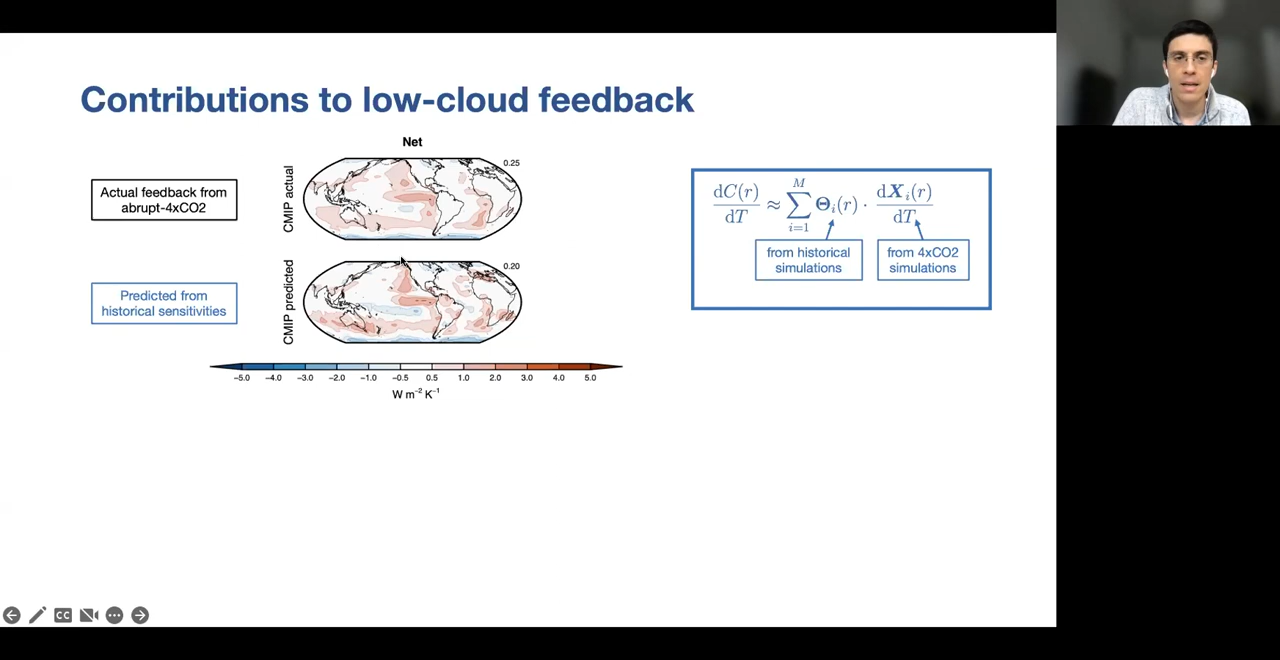 Contributions to low-cloud feedback
Net
Actual feedback from
abrupt-4xCO2
CMIP actual
0.25
Predicted from
historical sensitivities
CMIP predicted
0.20
−5.0 −4.0 −3.0 −2.0 −1.0 −0.5 0.5 1.0 2.0 3.0 4.0 5.0
W m⁻² K⁻¹
dC(r)/dT ≈ ∑_{i=1}^{M} Θ_i(r) · dX_i(r)/dT
from historical
simulations
from 4xCO2
simulations
CC